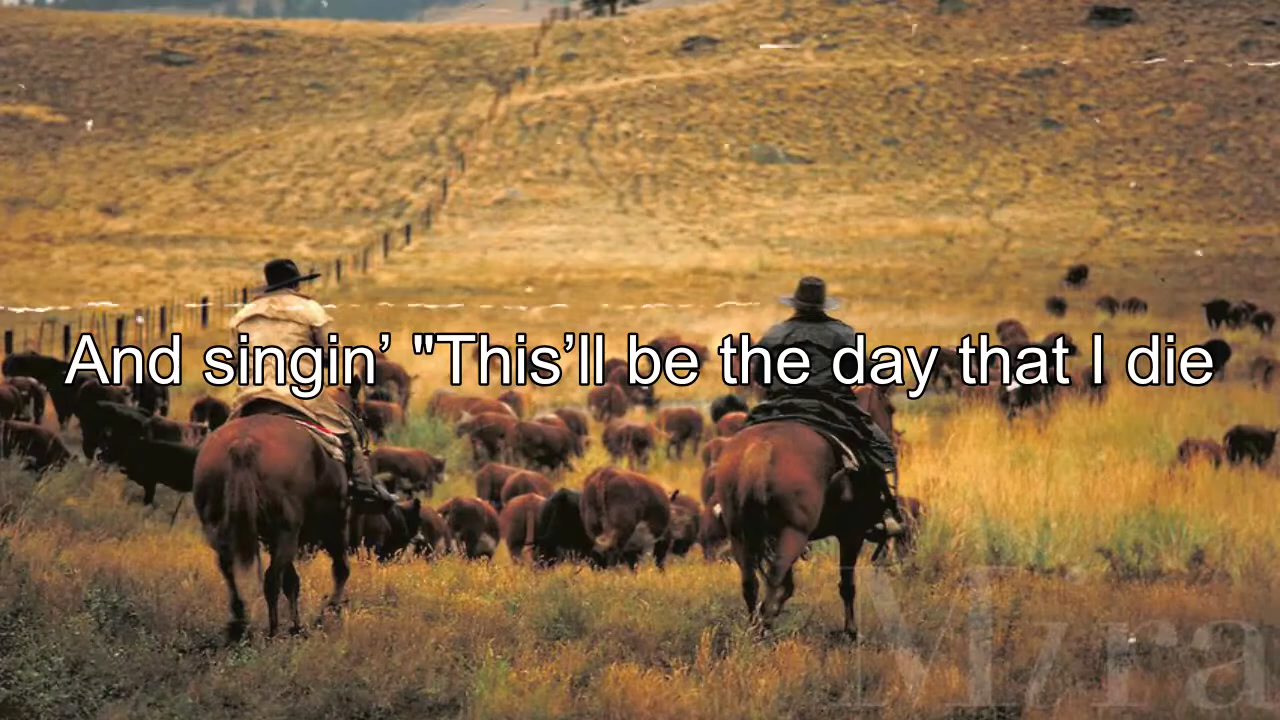 And singin’ "This’ll be the day that I die